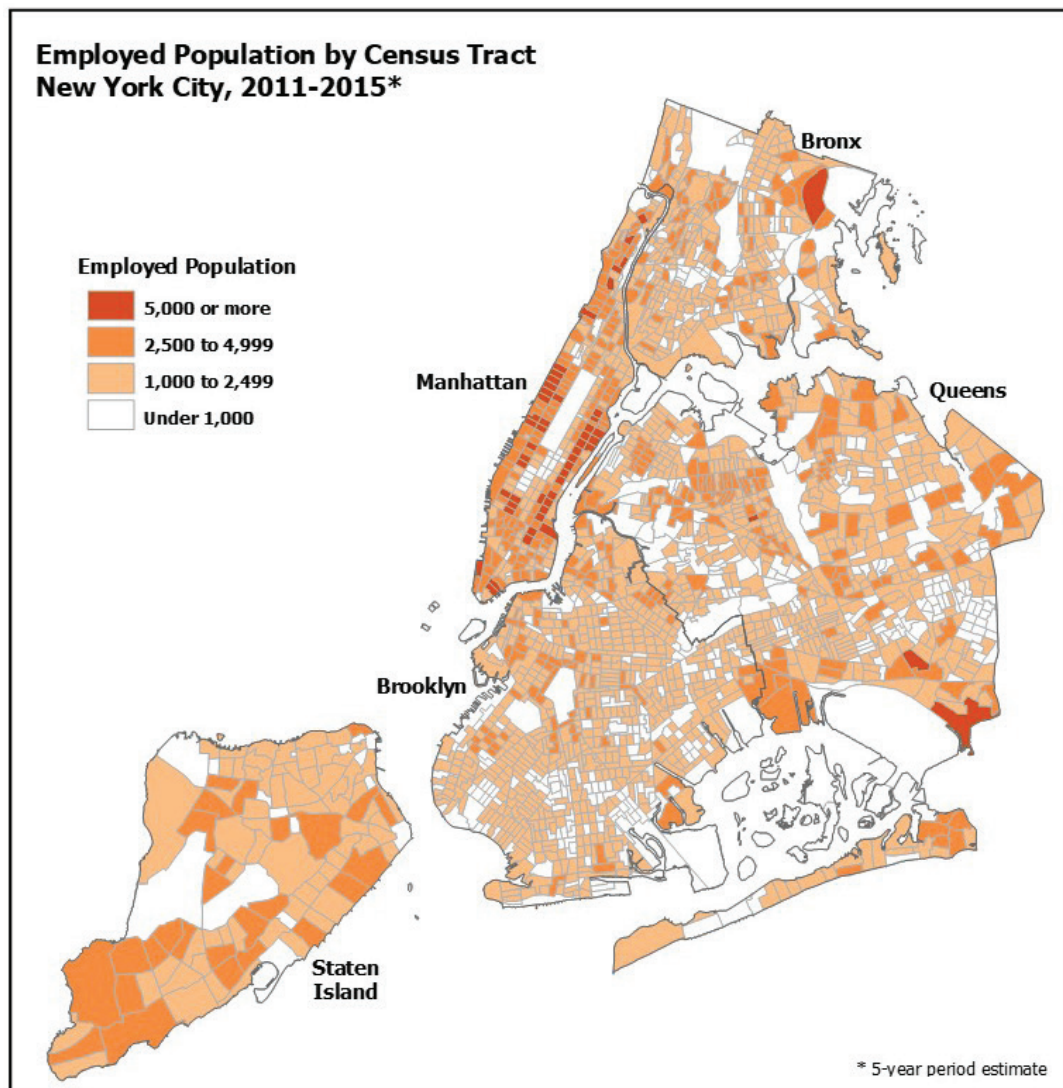 Employed Population by Census Tract
New York City, 2011-2015*
Bronx
Employed Population
5,000 or more
2,500 to 4,999
1,000 to 2,499
Under 1,000
Manhattan
Queens
Brooklyn
Staten
Island
* 5-year period estimate